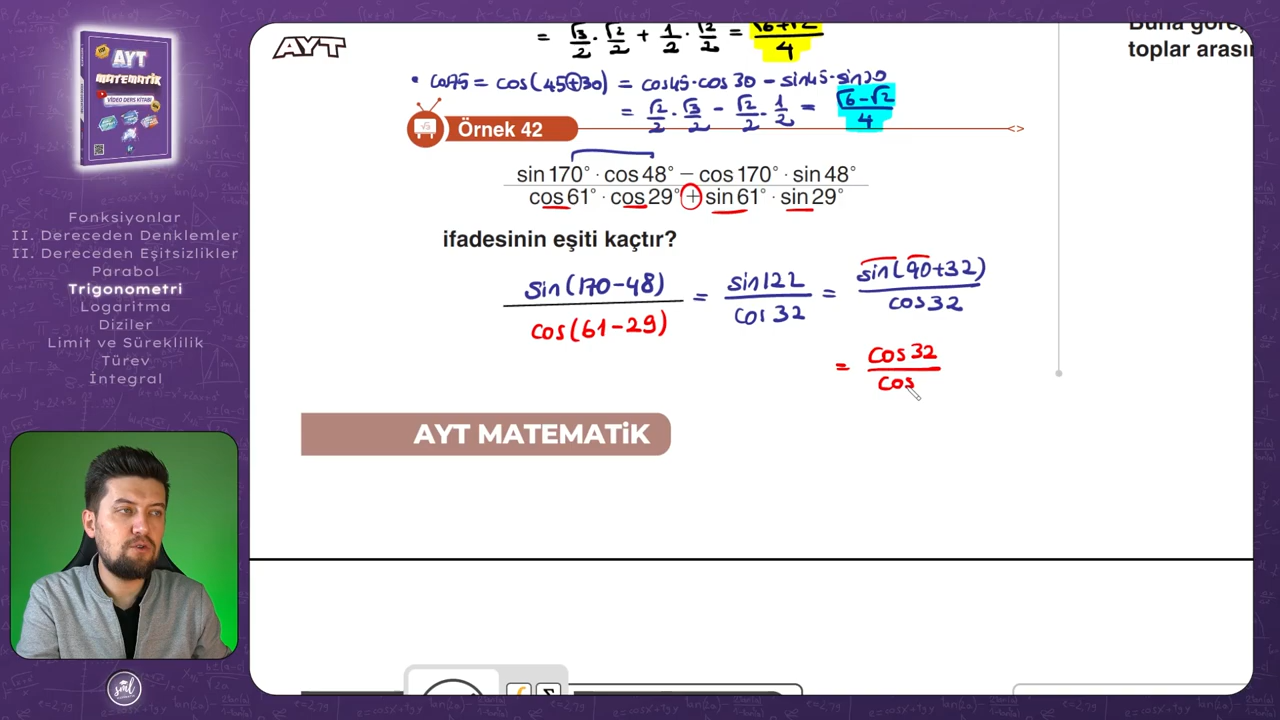 AYT
MATEMATİK
VİDEO DERS KİTABI
Fonksiyonlar
II. Dereceden Denklemler
II. Dereceden Eşitsizlikler
Parabol
Trigonometri
Logaritma
Diziler
Limit ve Süreklilik
Türev
İntegral
sml
AYT
= √3/2 · √2/2 + 1/2 · √2/2 = √6+√2/4
• cos75 = cos(45+30) = cos45·cos30 - sin45·sin30
= √2/2 · √3/2 - √2/2 · 1/2 = √6-√2/4
Örnek 42
sin 170° · cos 48° − cos 170° · sin 48°
cos 61° · cos 29° + sin 61° · sin 29°
ifadesinin eşiti kaçtır?
sin(170-48)/cos(61-29) = sin122/cos32 = sin(90+32)/cos32
= cos32/cos
AYT MATEMATİK
Buna göre,
toplar arasın